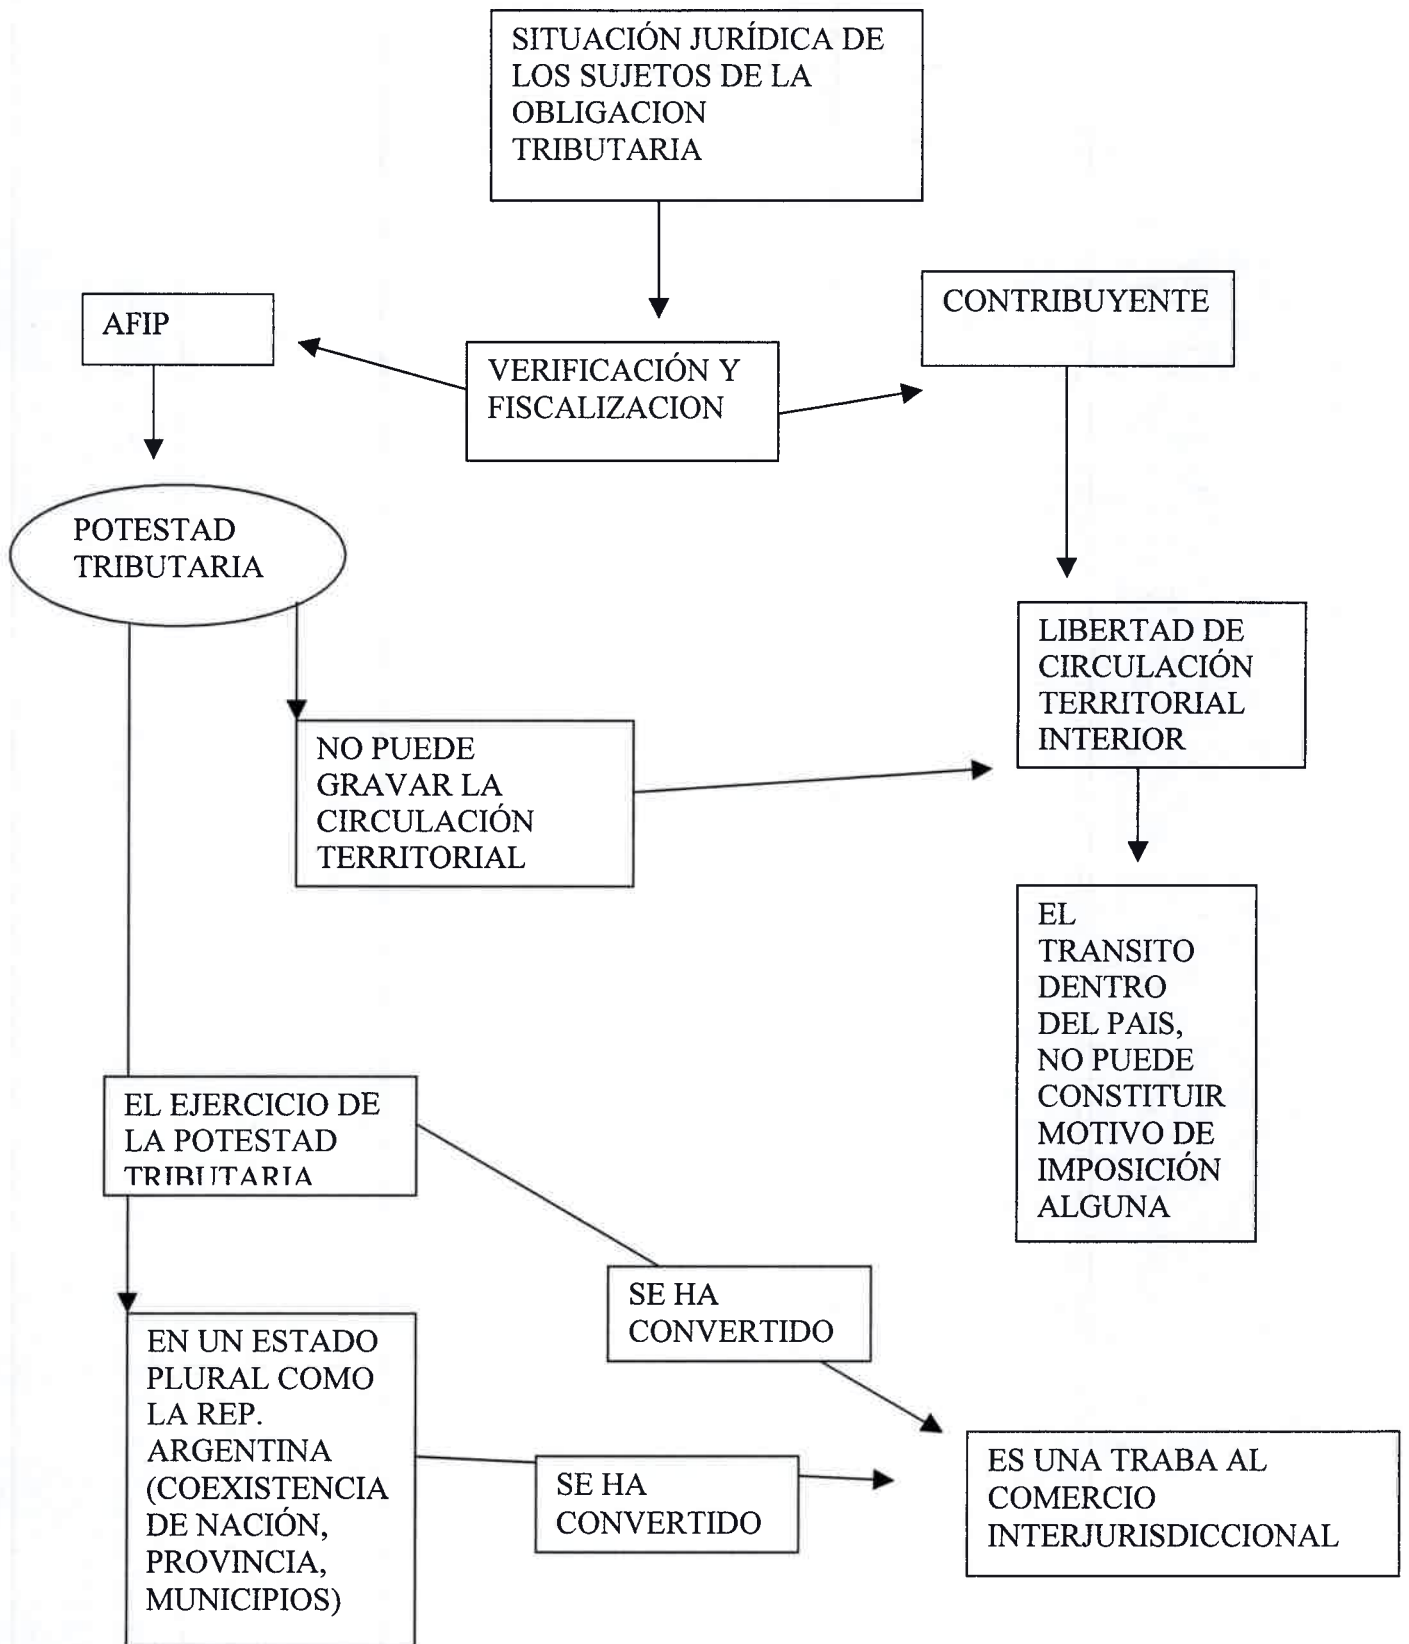 SITUACIÓN JURÍDICA DE
LOS SUJETOS DE LA
OBLIGACION
TRIBUTARIA
AFIP
CONTRIBUYENTE
VERIFICACIÓN Y
FISCALIZACION
POTESTAD
TRIBUTARIA
LIBERTAD DE
CIRCULACIÓN
TERRITORIAL
INTERIOR
NO PUEDE
GRAVAR LA
CIRCULACIÓN
TERRITORIAL
EL
TRANSITO
DENTRO
DEL PAIS,
NO PUEDE
CONSTITUIR
MOTIVO DE
IMPOSICIÓN
ALGUNA
EL EJERCICIO DE
LA POTESTAD
TRIBUTARIA
SE HA
CONVERTIDO
EN UN ESTADO
PLURAL COMO
LA REP.
ARGENTINA
(COEXISTENCIA
DE NACIÓN,
PROVINCIA,
MUNICIPIOS)
SE HA
CONVERTIDO
ES UNA TRABA AL
COMERCIO
INTERJURISDICCIONAL